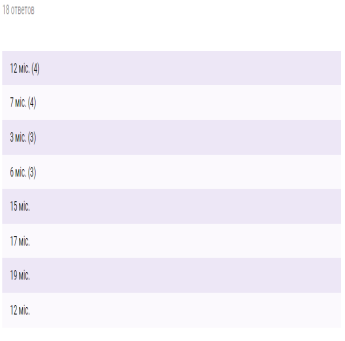 18 ответов
12 міс. (4)
7 міс. (4)
3 міс. (3)
6 міс. (3)
15 міс.
17 міс.
19 міс.
12 міс.